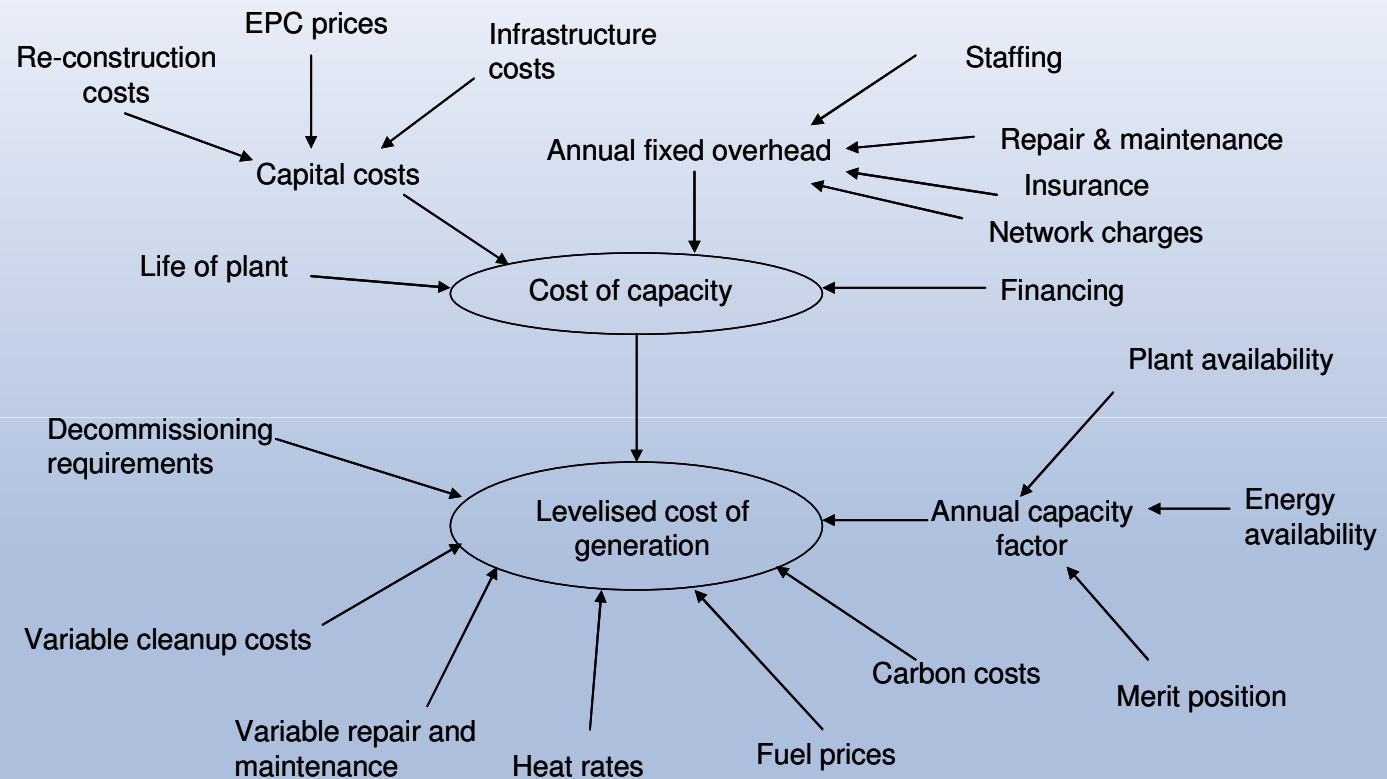 EPC prices
Re-construction
costs
Infrastructure
costs
Staffing
Capital costs
Annual fixed overhead
Repair & maintenance
Insurance
Network charges
Life of plant
Cost of capacity
Financing
Plant availability
Decommissioning
requirements
Levelised cost of
generation
Annual capacity
factor
Energy
availability
Variable cleanup costs
Carbon costs
Merit position
Variable repair and
maintenance
Heat rates
Fuel prices